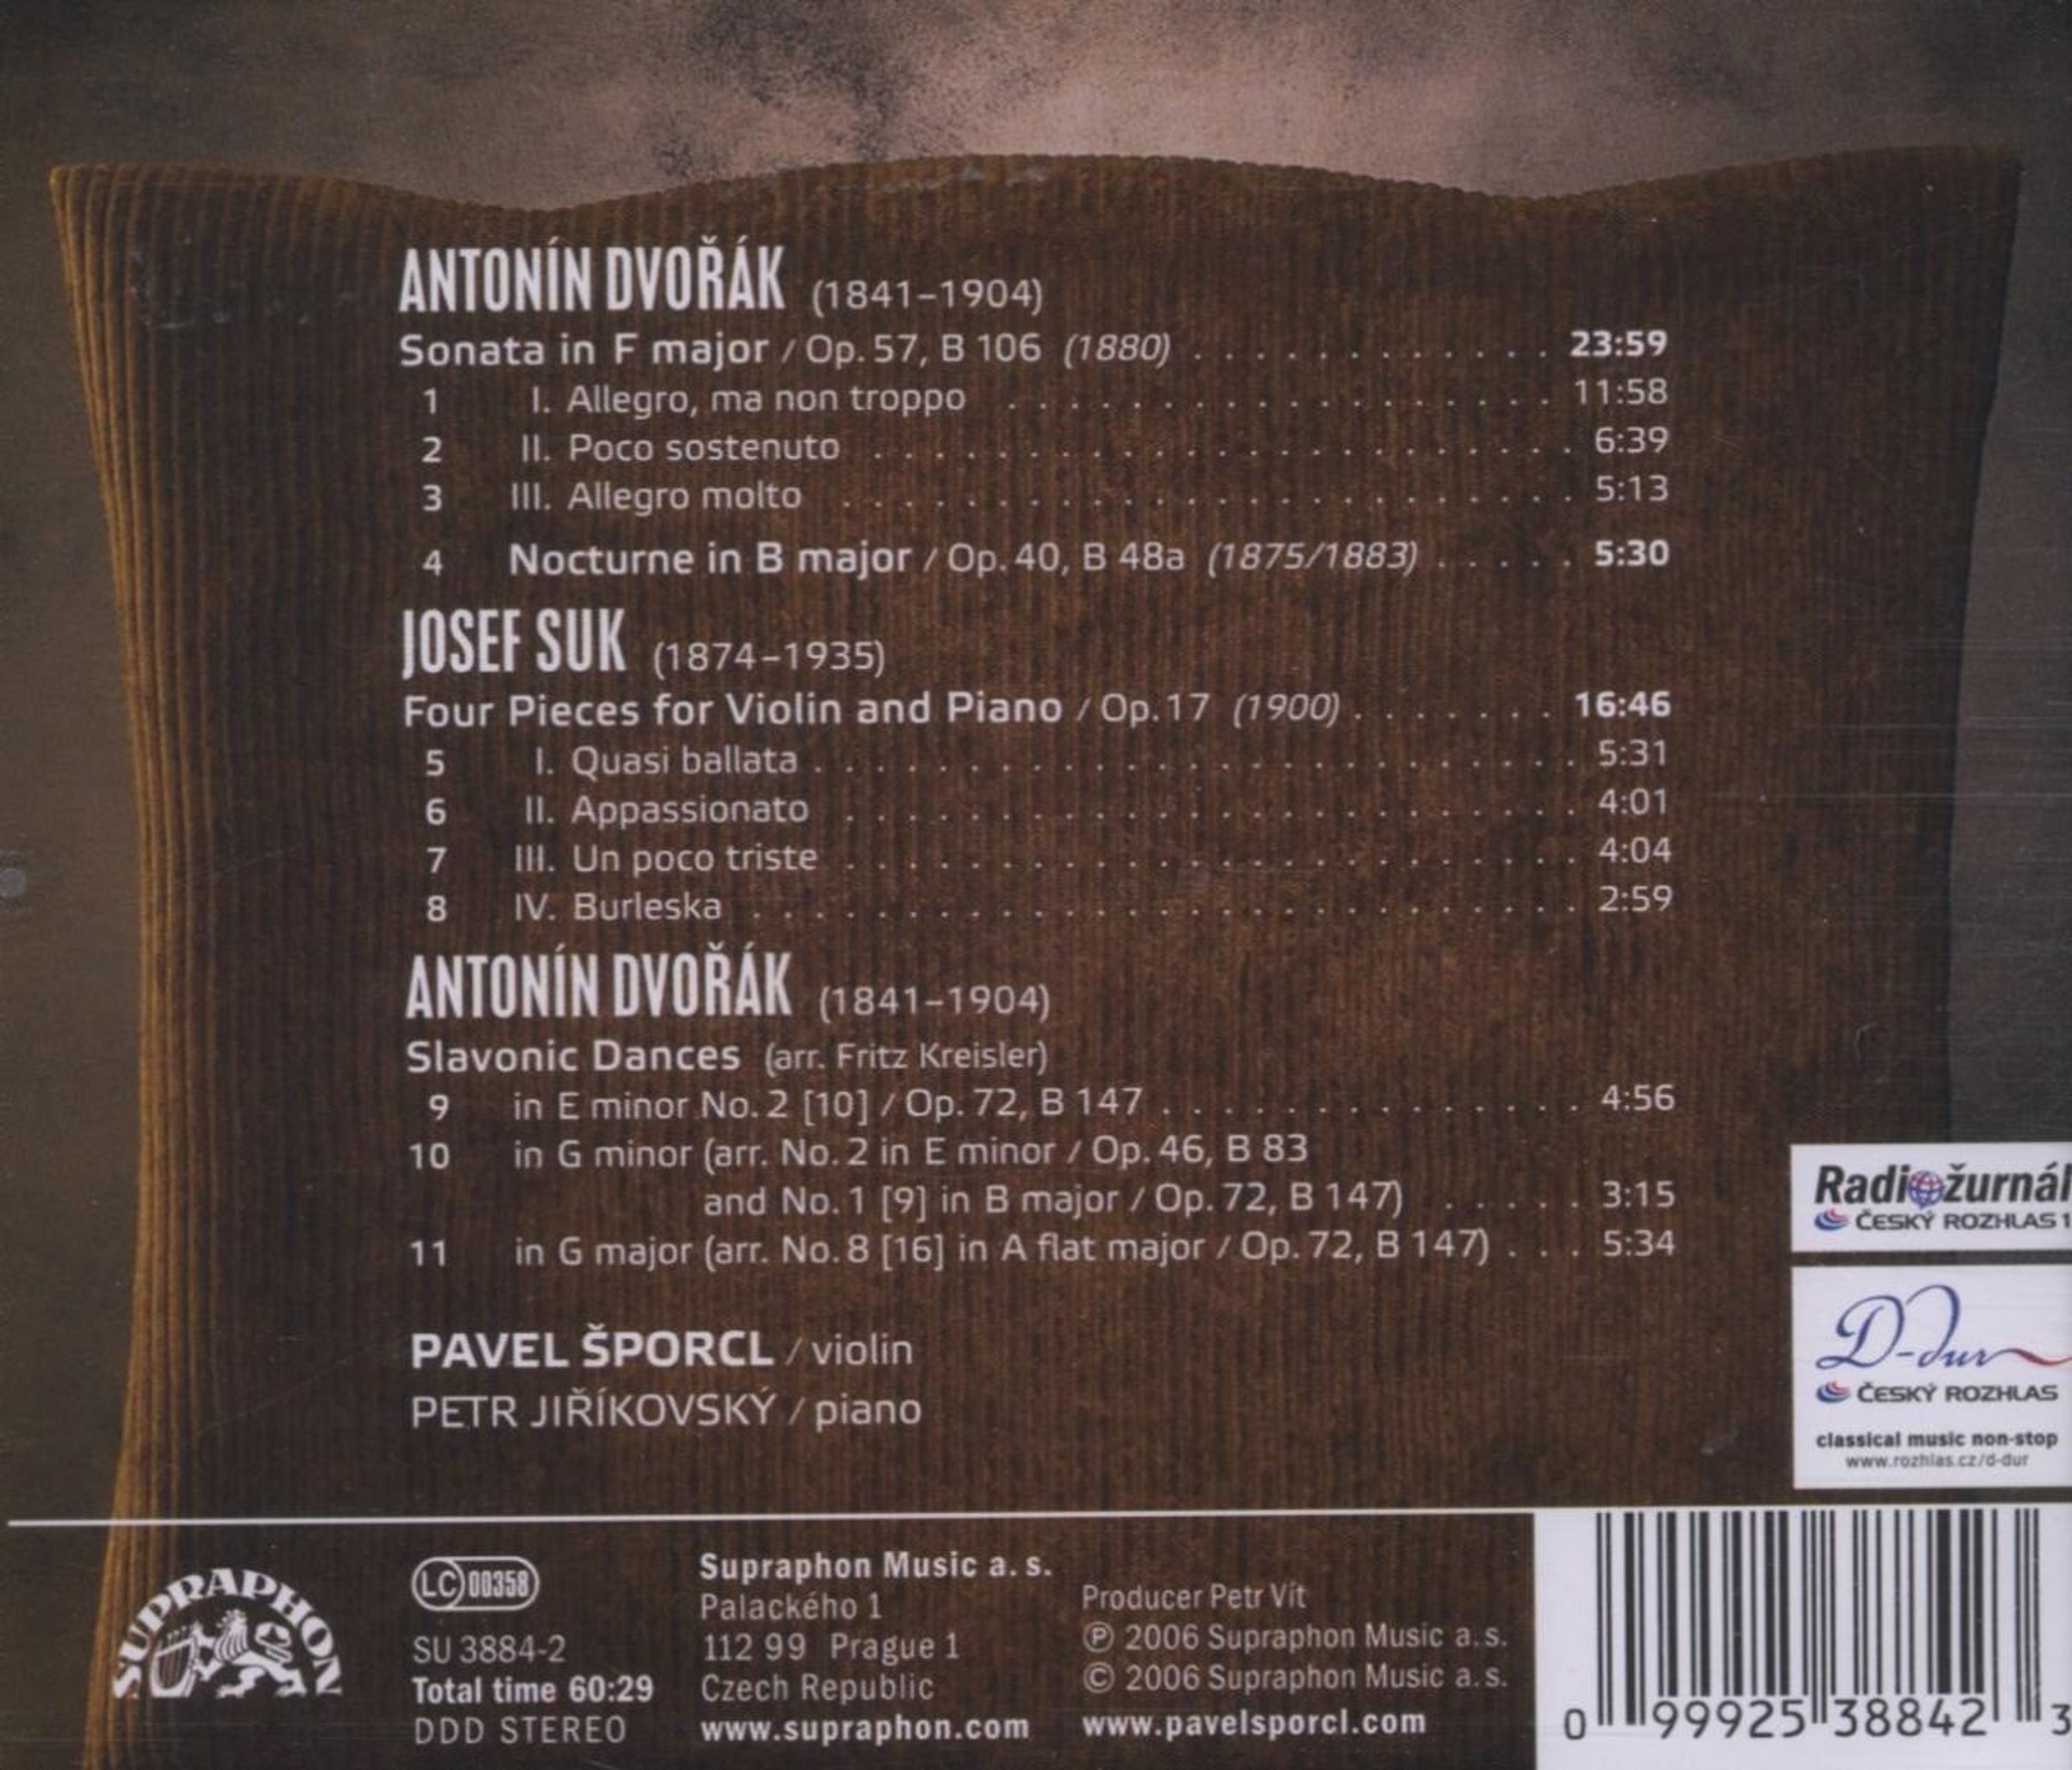 ANTONÍN DVOŘÁK (1841–1904)
Sonata in F major / Op. 57, B 106 (1880) . . . . . . . . . . . . 23:59
1 I. Allegro, ma non troppo . . . . . . . . . . . . . . . . . . 11:58
2 II. Poco sostenuto . . . . . . . . . . . . . . . . . . . . . . . 6:39
3 III. Allegro molto . . . . . . . . . . . . . . . . . . . . . . . . 5:13
4 Nocturne in B major / Op. 40, B 48a (1875/1883) . . . . . 5:30
JOSEF SUK (1874–1935)
Four Pieces for Violin and Piano / Op. 17 (1900) . . . . . . . 16:46
5 I. Quasi ballata . . . . . . . . . . . . . . . . . . . . . . . . . 5:31
6 II. Appassionato . . . . . . . . . . . . . . . . . . . . . . . . 4:01
7 III. Un poco triste . . . . . . . . . . . . . . . . . . . . . . . . 4:04
8 IV. Burleska . . . . . . . . . . . . . . . . . . . . . . . . . . . 2:59
ANTONÍN DVOŘÁK (1841–1904)
Slavonic Dances (arr. Fritz Kreisler)
9 in E minor No. 2 [10] / Op. 72, B 147 . . . . . . . . . . . . . . 4:56
10 in G minor (arr. No. 2 in E minor / Op. 46, B 83
and No. 1 [9] in B major / Op. 72, B 147) . . . . . 3:15
11 in G major (arr. No. 8 [16] in A flat major / Op. 72, B 147) . . . 5:34
PAVEL ŠPORCL / violin
PETR JIŘÍKOVSKÝ / piano
Radiožurnál
ČESKÝ ROZHLAS 1
D-dur
ČESKÝ ROZHLAS
classical music non-stop
www.rozhlas.cz/d-dur
SUPRAPHON
LC 00358
SU 3884-2
Total time 60:29
DDD STEREO
Supraphon Music a. s.
Palackého 1
112 99 Prague 1
Czech Republic
www.supraphon.com
Producer Petr Vít
Ⓟ 2006 Supraphon Music a. s.
© 2006 Supraphon Music a. s.
www.pavelsporcl.com
0 99925 38842 3